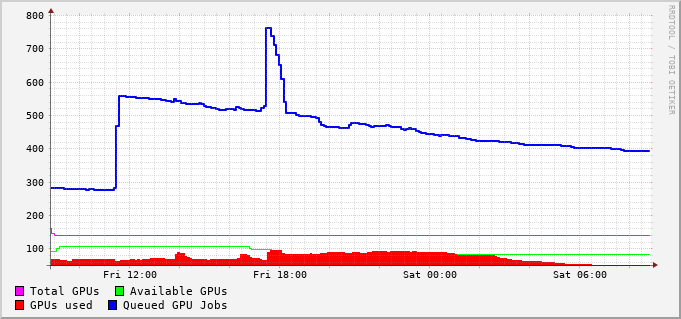 800
700
600
500
400
300
200
100
Fri 12:00 Fri 18:00 Sat 00:00 Sat 06:00
Total GPUs Available GPUs
GPUs used Queued GPU Jobs
RRDTOOL / TOBI OETIKER